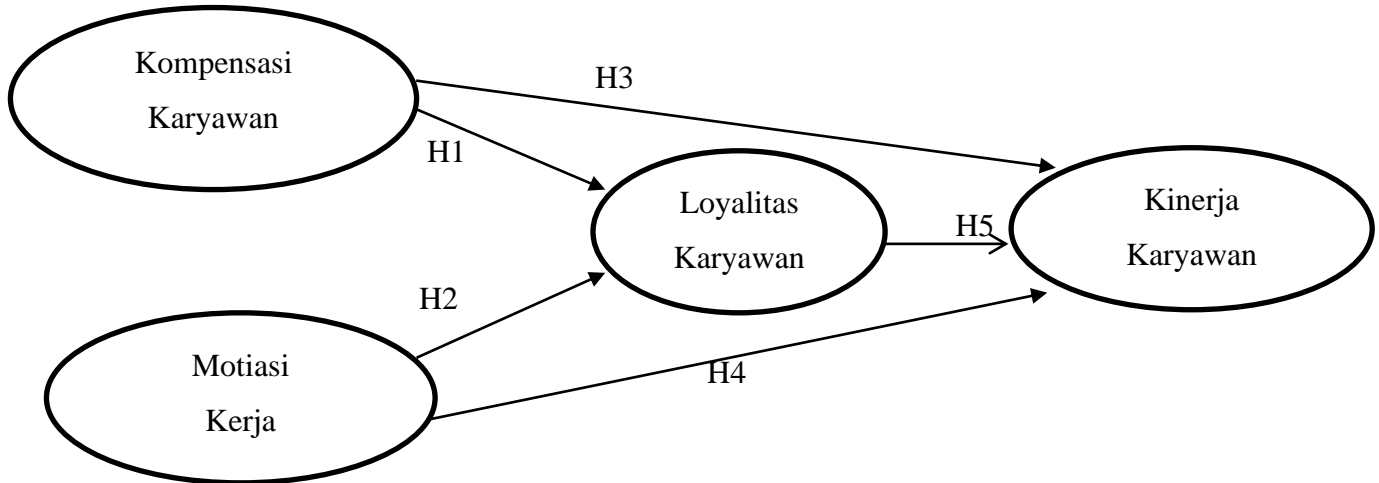 Kompensasi
Karyawan
H3
H1
Loyalitas
Karyawan
H5
Kinerja
Karyawan
H2
Motiasi
Kerja
H4